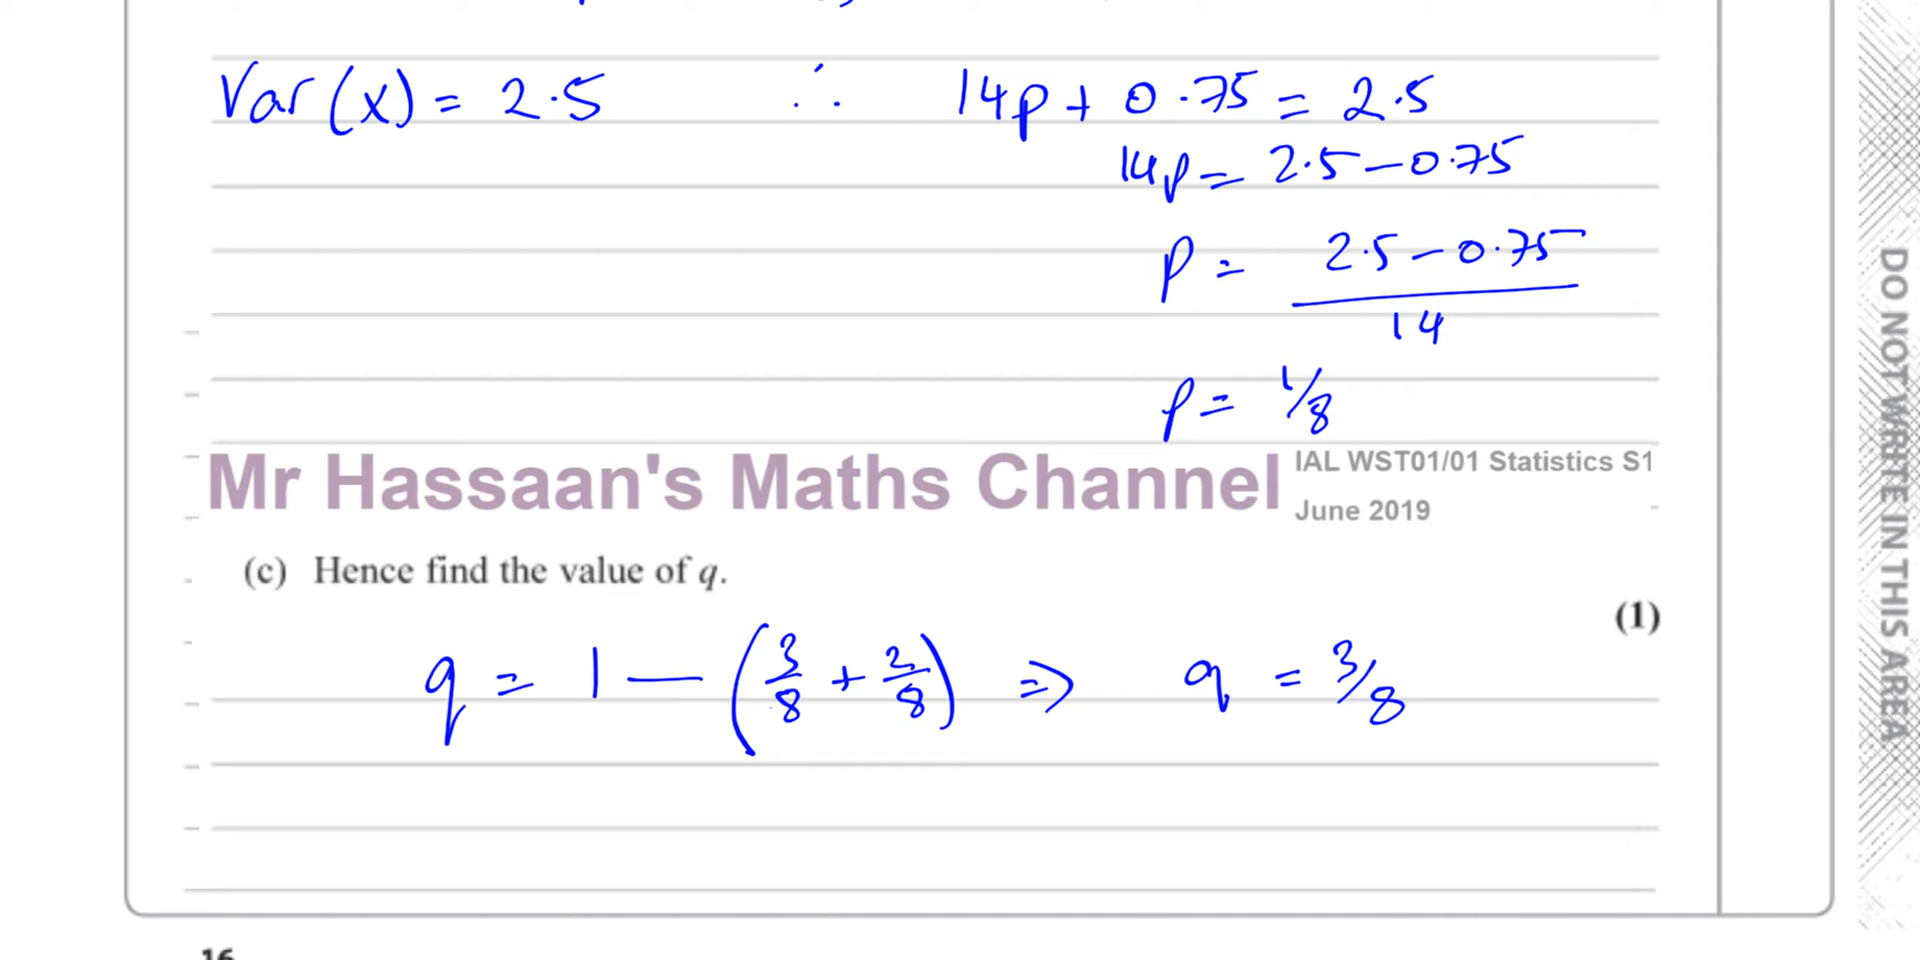 Var(x) = 2.5 ∴ 14p + 0.75 = 2.5
14p = 2.5 - 0.75
p = (2.5 - 0.75)/14
p = 1/8
Mr Hassaan's Maths Channel
IAL WST01/01 Statistics S1
June 2019
(c) Hence find the value of q.
(1)
q = 1 - (3/8 + 2/8) => q = 3/8
DO NOT WRITE IN THIS AREA
16